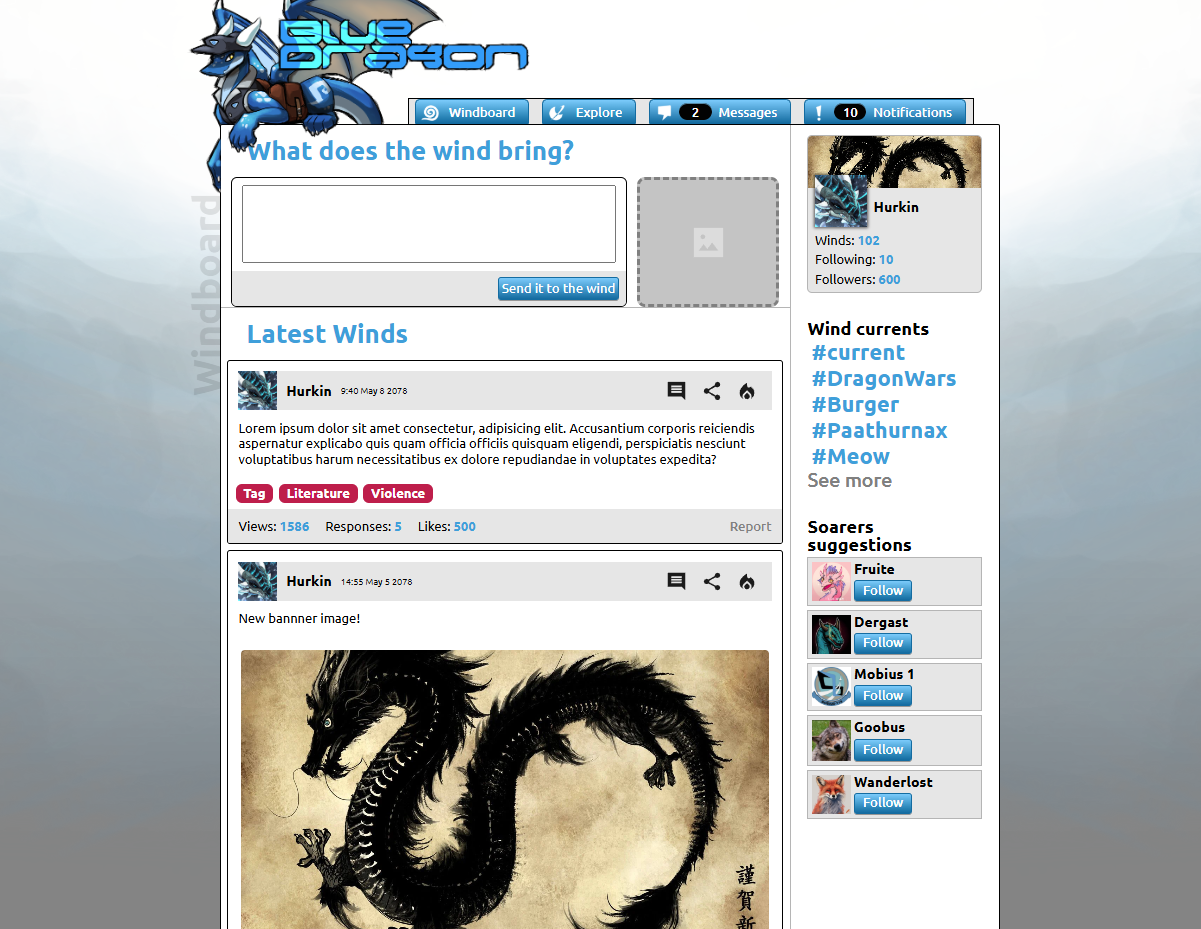 Blue
Dragon
Windboard
Explore
2 Messages
10 Notifications
What does the wind bring?
Windboard
Send it to the wind
Latest Winds
Hurkin 9:40 May 8 2078
Lorem ipsum dolor sit amet consectetur, adipisicing elit. Accusantium corporis reiciendis
aspernatur explicabo quis quam officia officiis quisquam eligendi, perspiciatis nesciunt
voluptatibus harum necessitatibus ex dolore repudiandae in voluptates expedita?
Tag Literature Violence
Views: 1586 Responses: 5 Likes: 500 Report
Hurkin 14:55 May 5 2078
New bannner image!
謹
賀
新
Hurkin
Winds: 102
Following: 10
Followers: 600
Wind currents
#current
#DragonWars
#Burger
#Paathurnax
#Meow
See more
Soarers
suggestions
Fruite
Follow
Dergast
Follow
Mobius 1
Follow
Goobus
Follow
Wanderlost
Follow